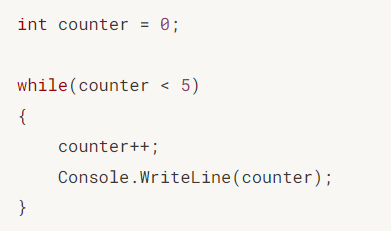 int counter = 0;
while(counter < 5)
{
    counter++;
    Console.WriteLine(counter);
}